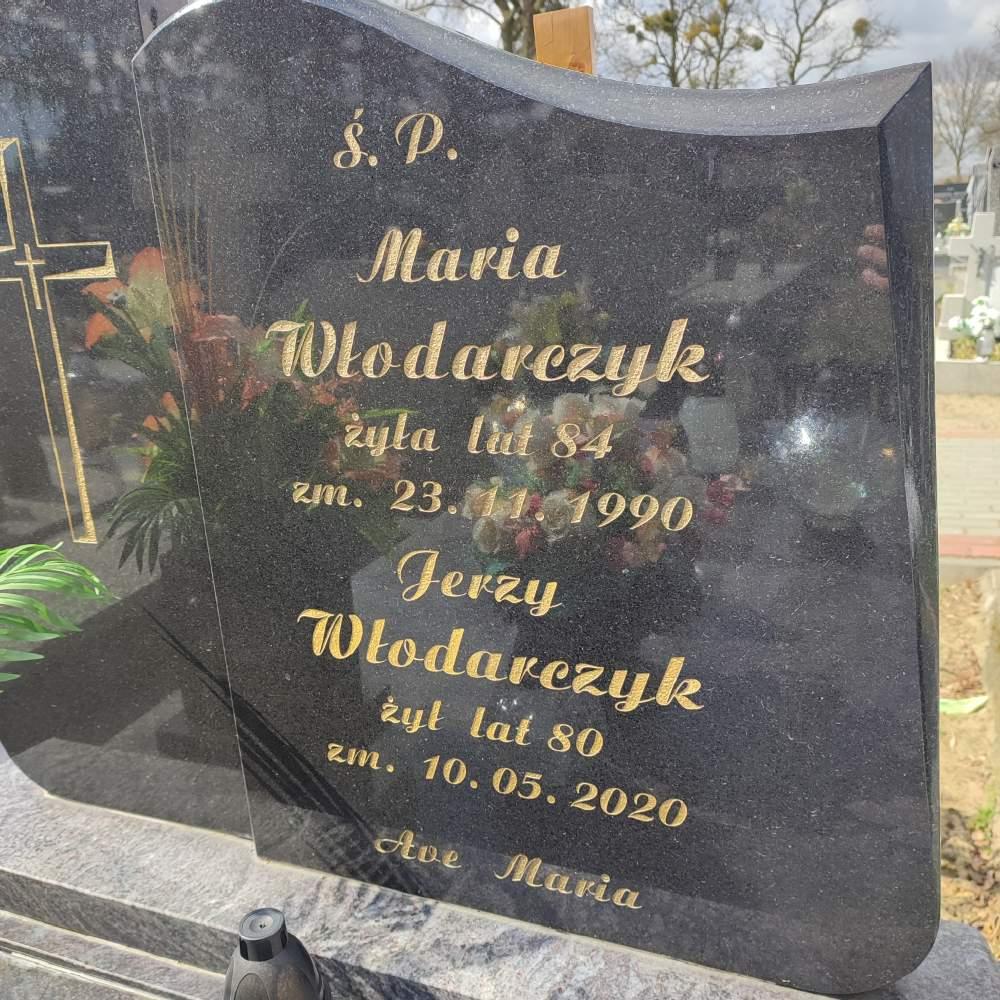 ś. P.
Maria
Włodarczyk
żyła lat 84
zm. 23. 11. 1990
Jerzy
Włodarczyk
żył lat 80
zm. 10. 05. 2020
Ave Maria